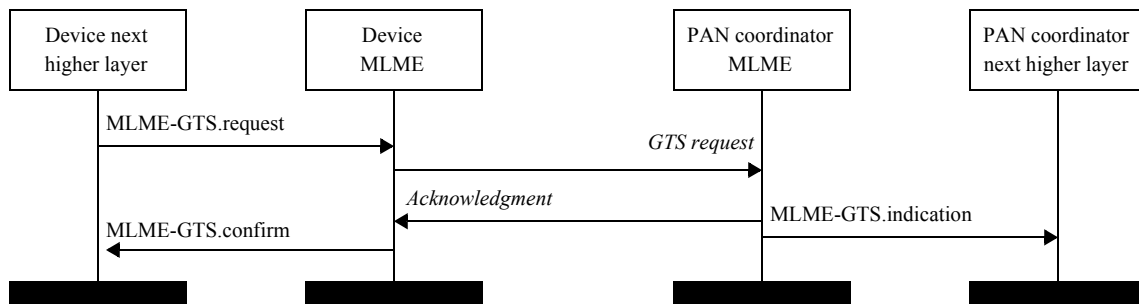 Device next
higher layer
Device
MLME
PAN coordinator
MLME
PAN coordinator
next higher layer
MLME-GTS.request
GTS request
Acknowledgment
MLME-GTS.indication
MLME-GTS.confirm